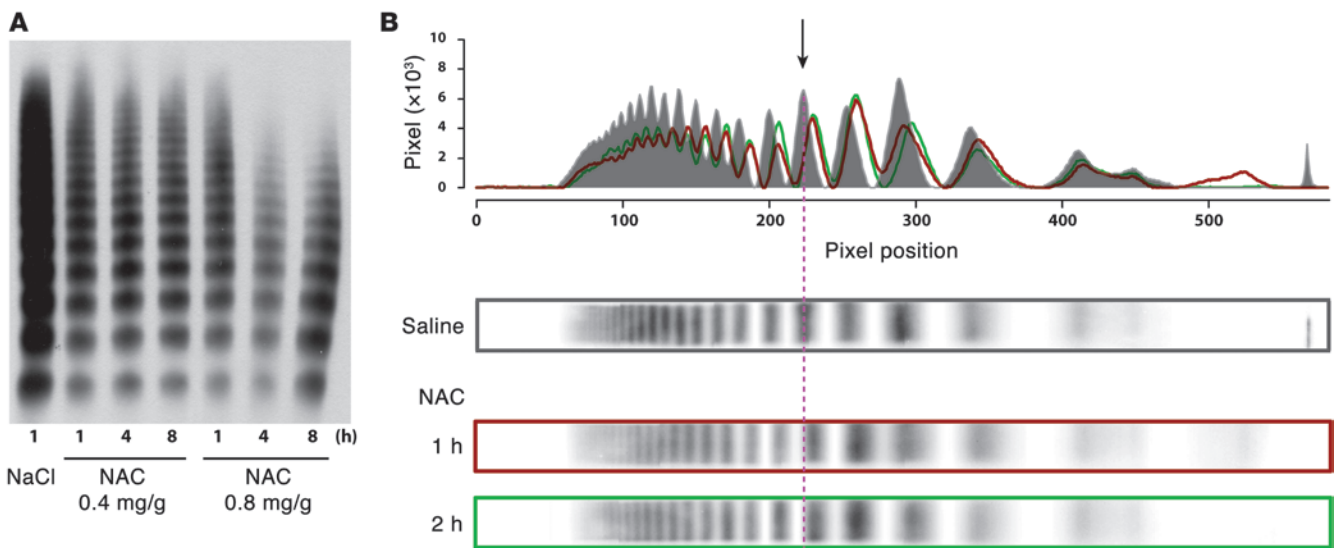 A
1 1 4 8 1 4 8 (h)
NaCl NAC NAC
0.4 mg/g 0.8 mg/g
B
Pixel (×10³)
10
8
6
4
2
0
0 100 200 300 400 500
Pixel position
Saline
NAC
1 h
2 h